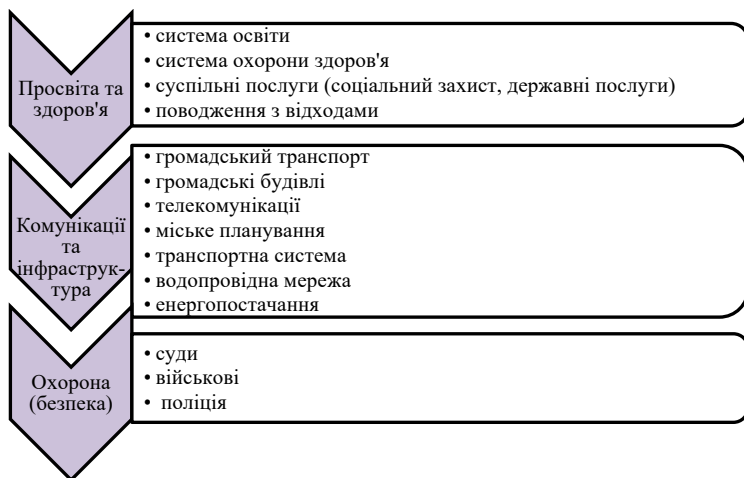 Просвіта та
здоров'я
• система освіти
• система охорони здоров'я
• суспільні послуги (соціальний захист, державні послуги)
• поводження з відходами
Комунікації
та
інфраструк-
тура
• громадський транспорт
• громадські будівлі
• телекомунікації
• міське планування
• транспортна система
• водопровідна мережа
• енергопостачання
Охорона
(безпека)
• суди
• військові
• поліція